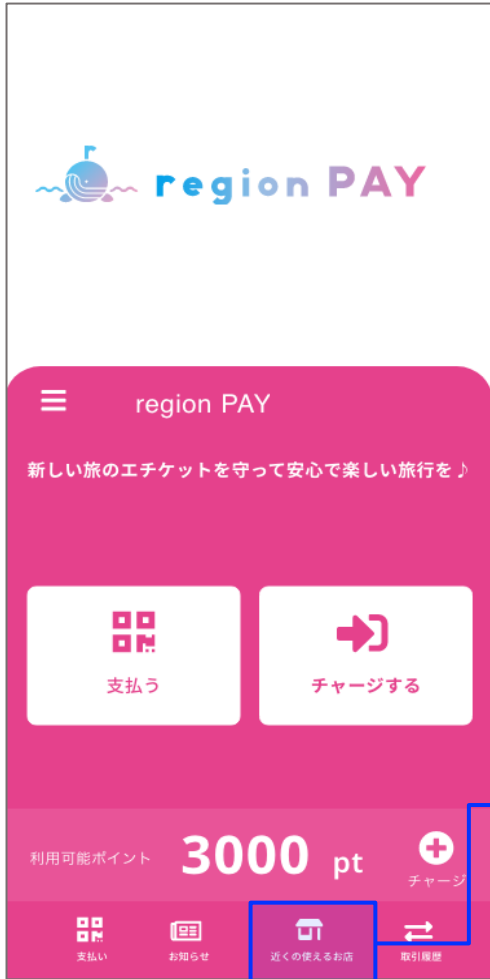 region PAY
region PAY
新しい旅のエチケットを守って安心で楽しい旅行を♪
支払う
チャージする
利用可能ポイント 3000 pt
チャージ
支払い お知らせ 近くの使えるお店 取引履歴